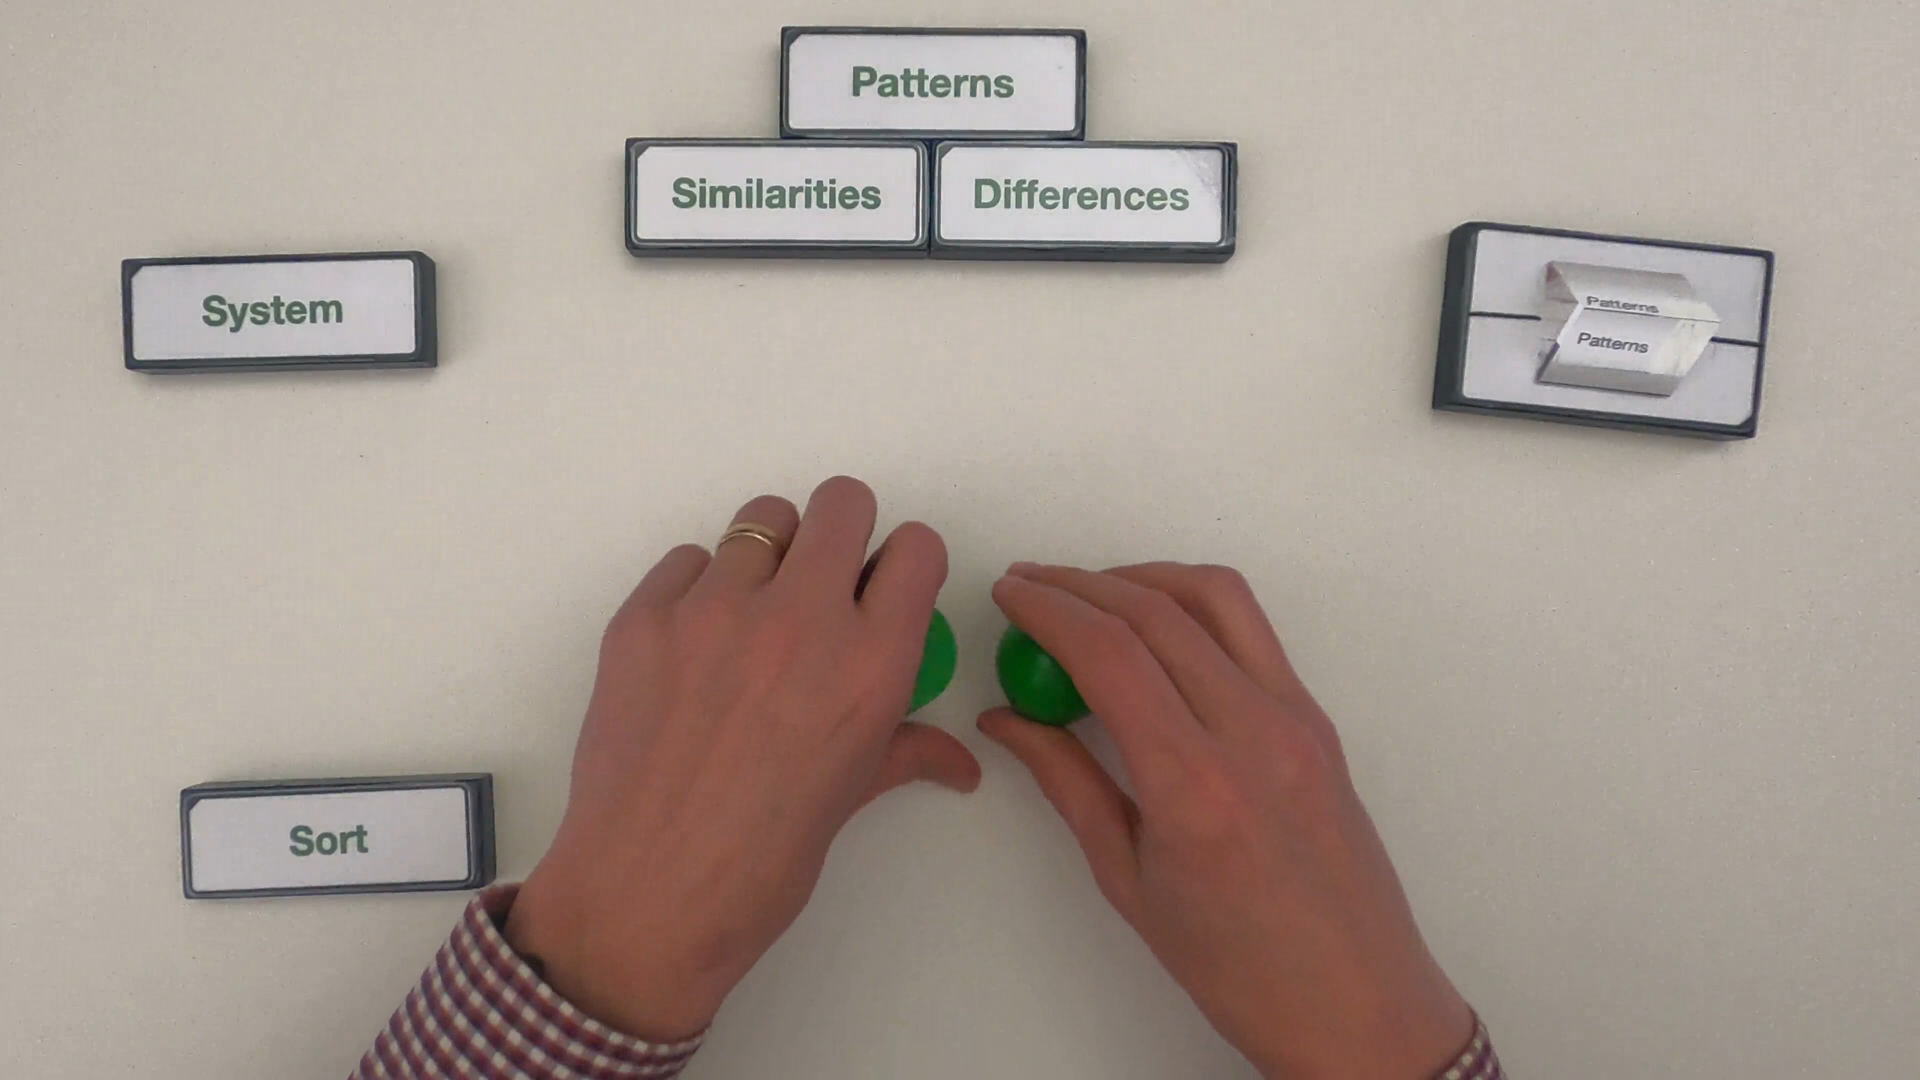 Patterns
Similarities
Differences
System
Patterns
Patterns
Sort